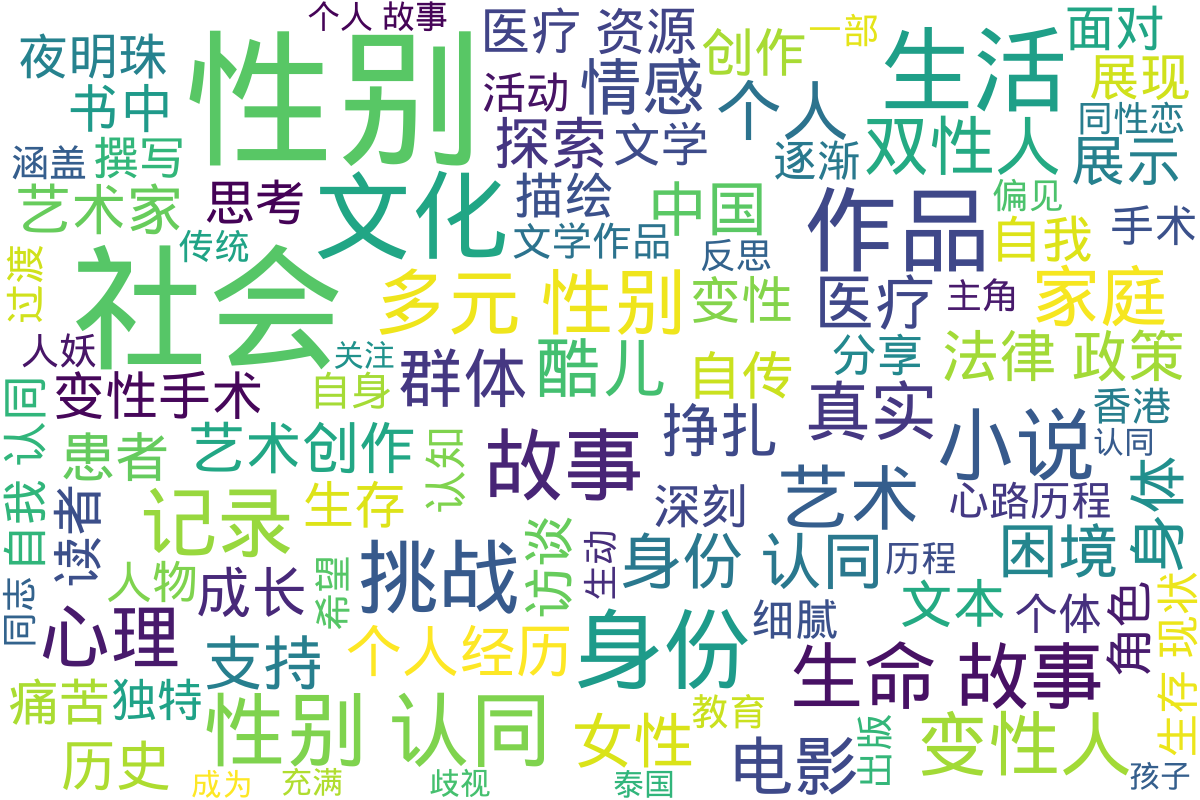 个人 故事
夜明珠
性别
医疗 资源
创作
一部
生活
面对
书中
活动
情感
个人
展现
同性恋
涵盖
撰写
探索
文学
逐渐
双性人
展示
艺术家
思考
文化
描绘
中国
作品
偏见
自我
手术
传统
文学作品
反思
过渡
社会
多元 性别
变性
医疗
主角
家庭
人妖
关注
群体
酷儿
自传
分享
法律 政策
变性手术
自身
真实
香港
自我 认同
患者
艺术创作
认知
故事
挣扎
小说
认同
读者
记录
生存
深刻
艺术
心路历程
身体
挑战
访谈
生动
身份 认同
历程
困境
同志
人物
成长
希望
文本
个体
角色
现状
心理
支持
个人经历
身份
细腻
生命 故事
痛苦
独特
性别 认同
女性
教育
电影
出版
变性人
生存
历史
成为
充满
歧视
泰国
孩子